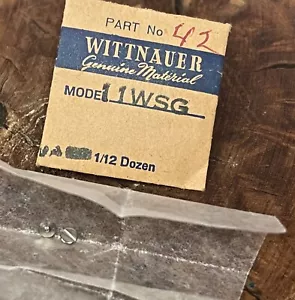 PART No 42
WITTNAUER
Genuine Material
MODEL 11WSG
1/12 Dozen